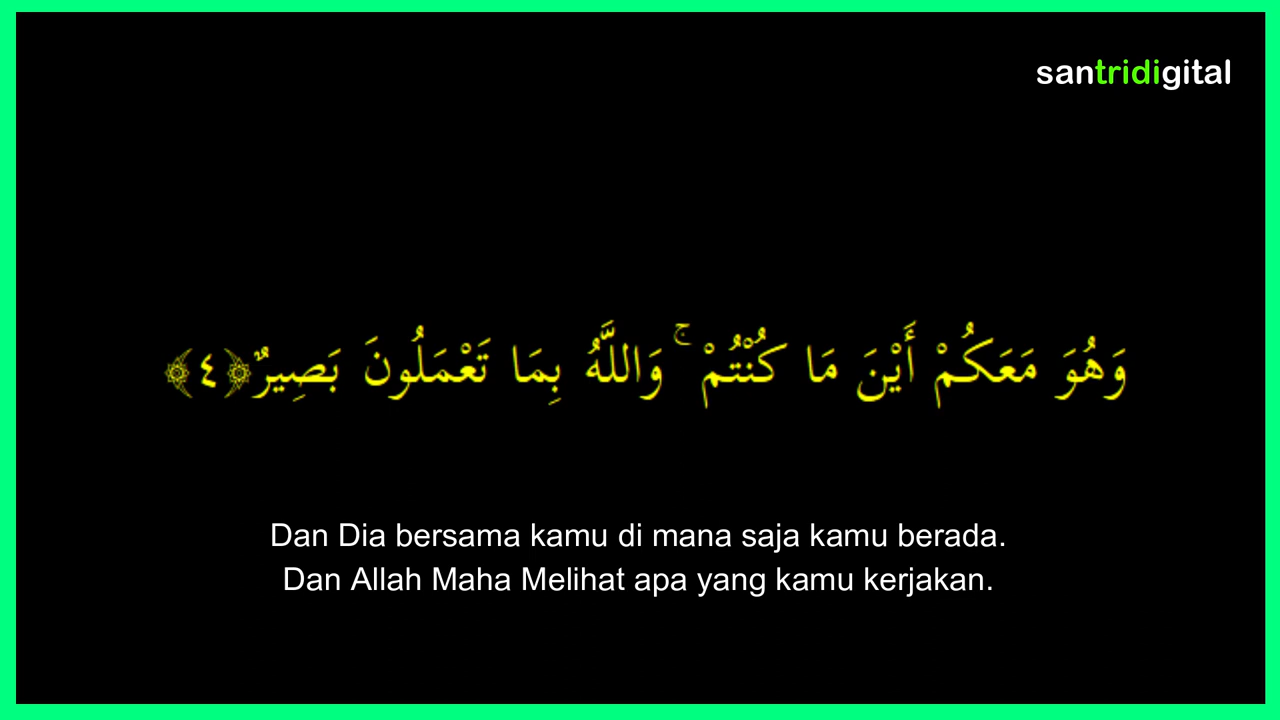 santridigital
وَهُوَ مَعَكُمْ أَيْنَ مَا كُنْتُمْ ۚ وَاللَّهُ بِمَا تَعْمَلُونَ بَصِيرٌ ﴿٤﴾
Dan Dia bersama kamu di mana saja kamu berada.
Dan Allah Maha Melihat apa yang kamu kerjakan.